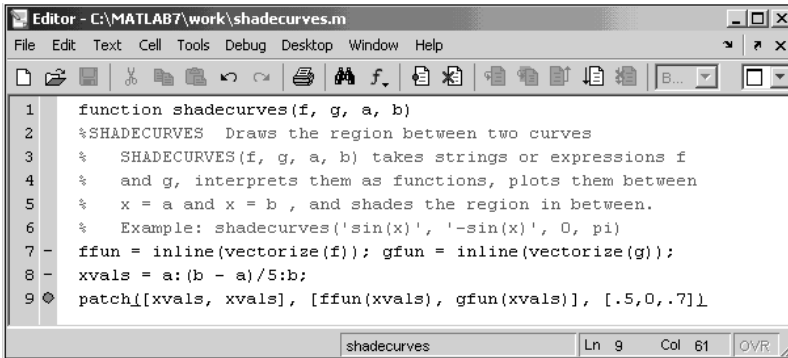 Editor - C:\MATLAB7\work\shadecurves.m
File Edit Text Cell Tools Debug Desktop Window Help
B...
1 function shadecurves(f, g, a, b)
2 %SHADECURVES  Draws the region between two curves
3 %   SHADECURVES(f, g, a, b) takes strings or expressions f
4 %   and g, interprets them as functions, plots them between
5 %   x = a and x = b , and shades the region in between.
6 %   Example: shadecurves('sin(x)', '-sin(x)', 0, pi)
7 - ffun = inline(vectorize(f)); gfun = inline(vectorize(g));
8 - xvals = a:(b - a)/5:b;
9 patch([xvals, xvals], [ffun(xvals), gfun(xvals)], [.5,0,.7])
shadecurves Ln 9 Col 61 OVR